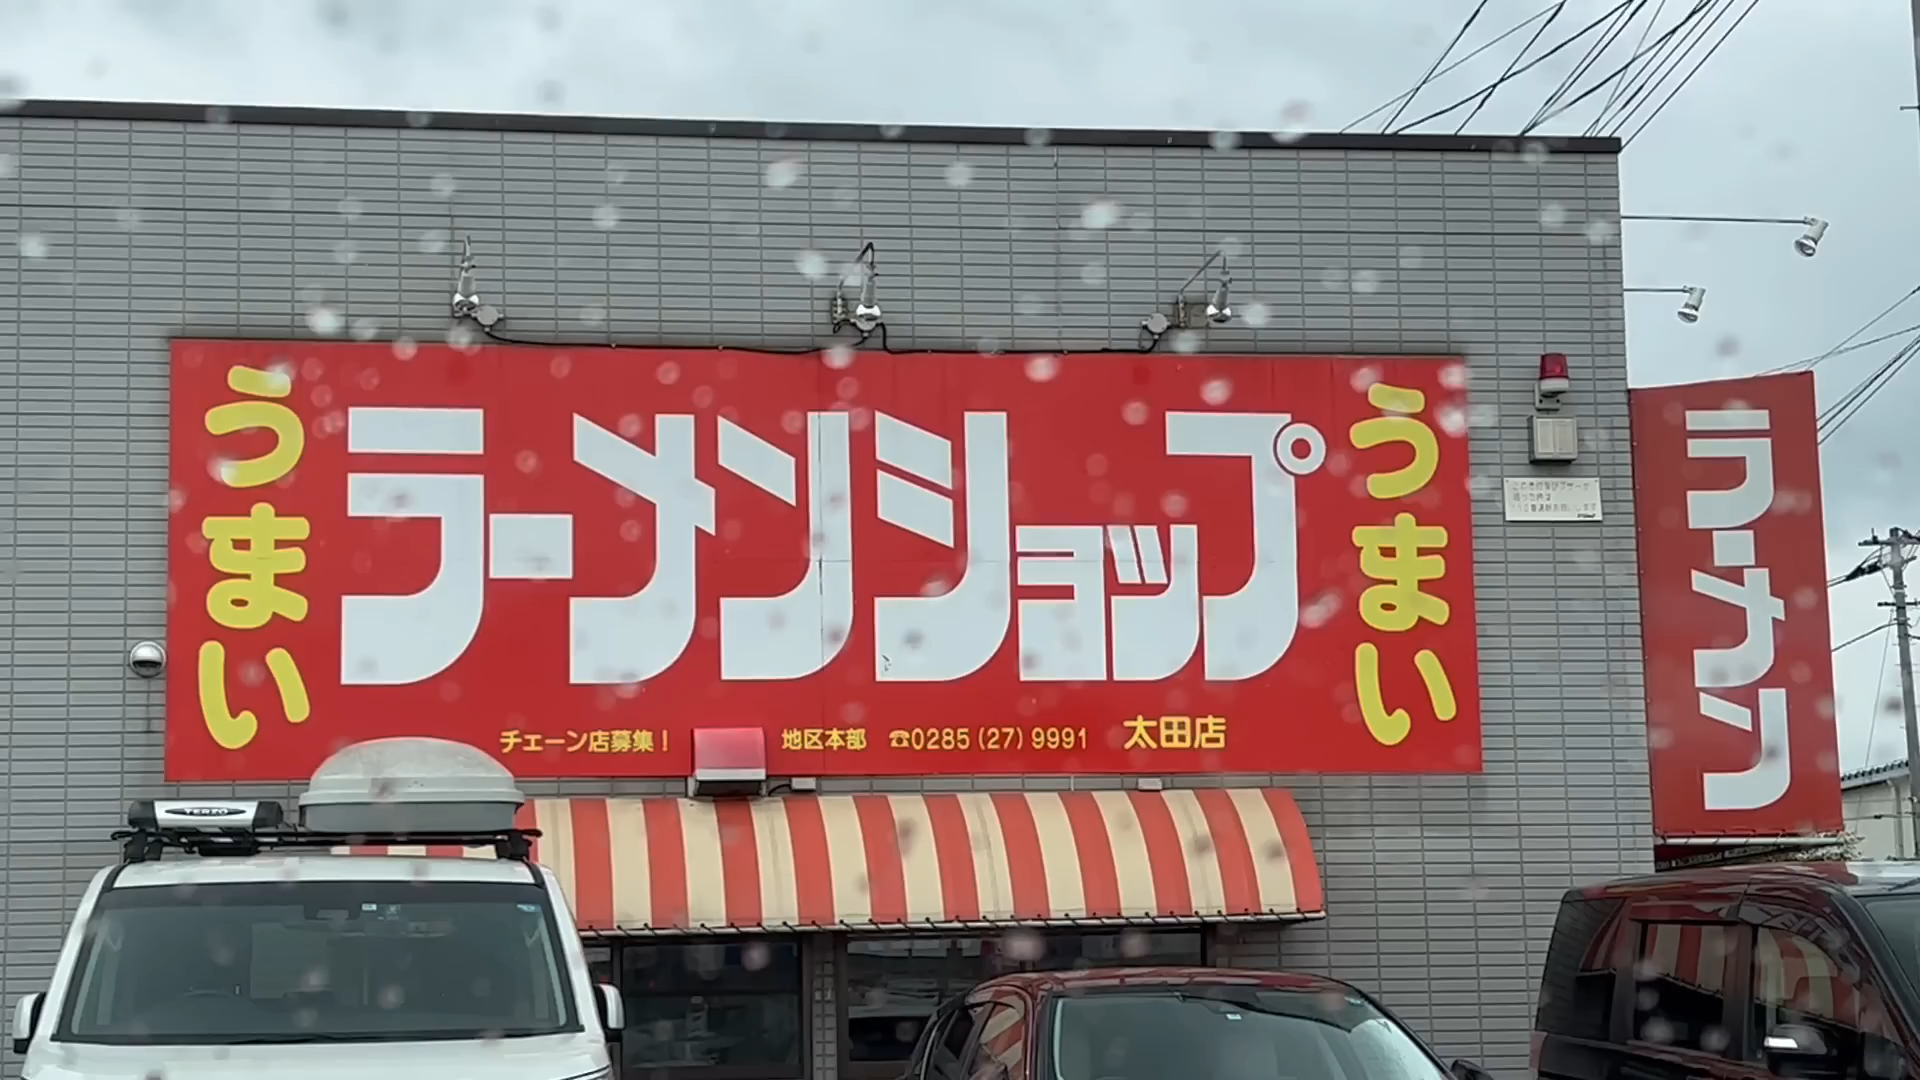 うまい
ラーメンショップ
うまい
チェーン店募集！
地区本部 ☎0285(27)9991 太田店
ラーメン
TERZO